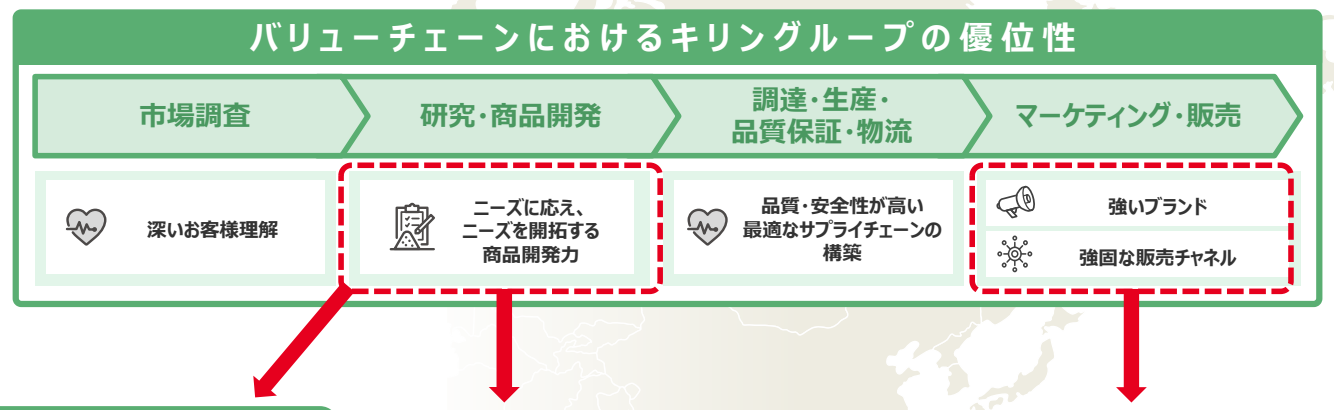 バリューチェーンにおけるキリングループの優位性
市場調査
研究・商品開発
調達・生産・
品質保証・物流
マーケティング・販売
深いお客様理解
ニーズに応え、
ニーズを開拓する
商品開発力
品質・安全性が高い
最適なサプライチェーンの
構築
強いブランド
強固な販売チャネル